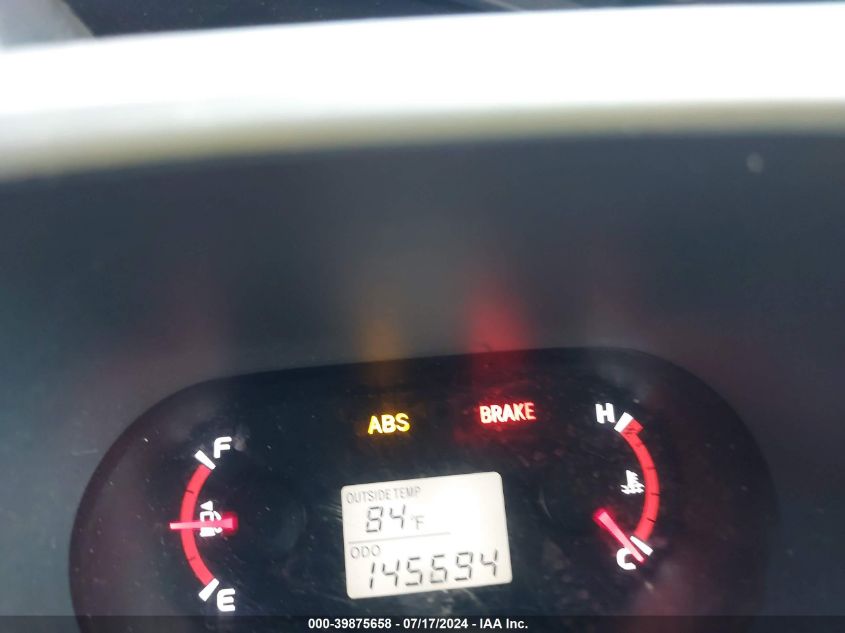 ABS BRAKE
H
F
OUTSIDE TEMP
84°F
ODO
145694
C
E
000-39875658 - 07/17/2024 - IAA Inc.